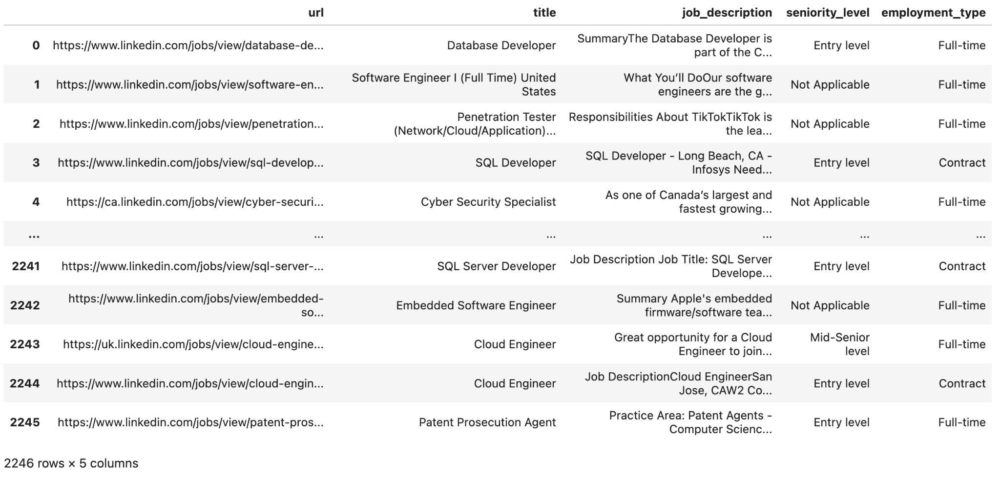 url title job_description seniority_level employment_type
0 https://www.linkedin.com/jobs/view/database-de... Database Developer SummaryThe Database Developer is part of the C... Entry level Full-time
1 https://www.linkedin.com/jobs/view/software-en... Software Engineer I (Full Time) United States What You’ll DoOur software engineers are the g... Not Applicable Full-time
2 https://www.linkedin.com/jobs/view/penetration... Penetration Tester (Network/Cloud/Application)... Responsibilities About TikTokTikTok is the lea... Not Applicable Full-time
3 https://www.linkedin.com/jobs/view/sql-develop... SQL Developer SQL Developer - Long Beach, CA - Infosys Need... Entry level Contract
4 https://ca.linkedin.com/jobs/view/cyber-securi... Cyber Security Specialist As one of Canada’s largest and fastest growing... Not Applicable Full-time
... ... ... ... ... ...
2241 https://www.linkedin.com/jobs/view/sql-server-... SQL Server Developer Job Description Job Title: SQL Server Develope... Entry level Contract
2242 https://www.linkedin.com/jobs/view/embedded-so... Embedded Software Engineer Summary Apple's embedded firmware/software tea... Not Applicable Full-time
2243 https://uk.linkedin.com/jobs/view/cloud-engine... Cloud Engineer Great opportunity for a Cloud Engineer to join... Mid-Senior level Full-time
2244 https://www.linkedin.com/jobs/view/cloud-engin... Cloud Engineer Job DescriptionCloud EngineerSan Jose, CAW2 Co... Entry level Contract
2245 https://www.linkedin.com/jobs/view/patent-pros... Patent Prosecution Agent Practice Area: Patent Agents - Computer Scienc... Entry level Full-time
2246 rows × 5 columns